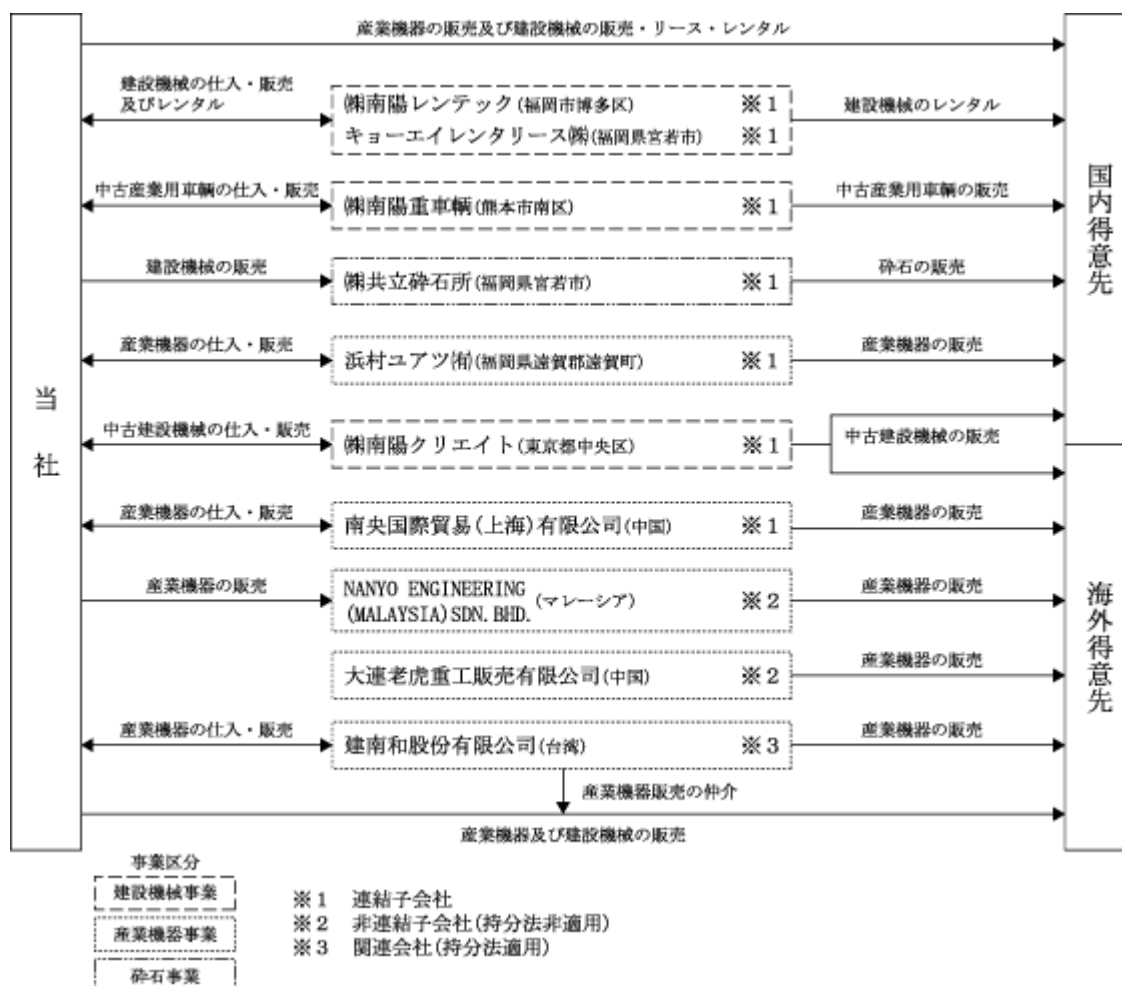 産業機器の販売及び建設機械の販売・リース・レンタル
建設機械の仕入・販売
及びレンタル
㈱南陽レンテック(福岡市博多区) ※1
キョーエイレンタリース㈱(福岡県宮若市) ※1
建設機械のレンタル
中古産業用車輌の仕入・販売
㈱南陽重車輌(熊本市南区) ※1
中古産業用車輌の販売
建設機械の販売
㈱共立砕石所(福岡県宮若市) ※1
砕石の販売
産業機器の仕入・販売
浜村ユアツ㈲(福岡県遠賀郡遠賀町) ※1
産業機器の販売
中古建設機械の仕入・販売
㈱南陽クリエイト(東京都中央区) ※1
中古建設機械の販売
産業機器の仕入・販売
南央国際貿易(上海)有限公司(中国) ※1
産業機器の販売
産業機器の販売
NANYO ENGINEERING
(MALAYSIA)SDN.BHD.
(マレーシア) ※2
産業機器の販売
大連老虎重工販売有限公司(中国) ※2
産業機器の販売
産業機器の仕入・販売
建南和股份有限公司(台湾) ※3
産業機器の販売
産業機器販売の仲介
産業機器及び建設機械の販売
当社
国内得意先
海外得意先
事業区分
建設機械事業
産業機器事業
砕石事業
※1 連結子会社
※2 非連結子会社(持分法非適用)
※3 関連会社(持分法適用)